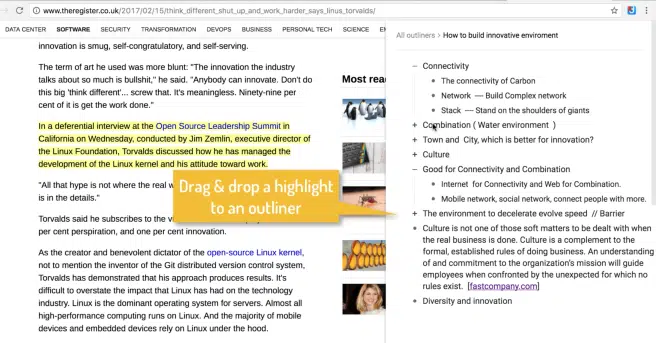 www.theregister.co.uk/2017/02/15/think_different_shut_up_and_work_harder_says_linus_torvalds/
DATA CENTER SOFTWARE SECURITY TRANSFORMATION DEVOPS BUSINESS PERSONAL TECH SCIENCE EM
innovation is smug, self-congratulatory, and self-serving.
The term of art he used was more blunt: "The innovation the industry
talks about so much is bullshit," he said. "Anybody can innovate. Don't do
this big 'think different'... screw that. It's meaningless. Ninety-nine per
cent of it is get the work done."
In a deferential interview at the Open Source Leadership Summit in
California on Wednesday, conducted by Jim Zemlin, executive director of
the Linux Foundation, Torvalds discussed how he has managed the
development of the Linux kernel and his attitude toward work.
"All that hype is not where the real w
is in the details."
Torvalds said he subscribes to the vi
per cent perspiration, and one per cent innovation.
As the creator and benevolent dictator of the open-source Linux kernel,
not to mention the inventor of the Git distributed version control system,
Torvalds has demonstrated that his approach produces results. It's
difficult to overstate the impact that Linux has had on the technology
industry. Linux is the dominant operating system for servers. Almost all
high-performance computing runs on Linux. And the majority of mobile
devices and embedded devices rely on Linux under the hood.
Most read
Drag & drop a highlight
to an outliner
All outliners > How to build innovative enviroment
Connectivity
The connectivity of Carbon
Network --- Build Complex network
Stack --- Stand on the shoulders of giants
Combination ( Water environment )
Town and City, which is better for innovation?
Culture
Good for Connectivity and Combination
Internet for Connectivity and Web for Combination.
Mobile network, social network, connect people with more.
The environment to decelerate evolve speed // Barrier
Culture is not one of those soft matters to be dealt with when
the real business is done. Culture is a complement to the
formal, established rules of doing business. An understanding
of and commitment to the organization's mission will guide
employees when confronted by the unexpected for which no
rules exist. [fastcompany.com]
Diversity and innovation